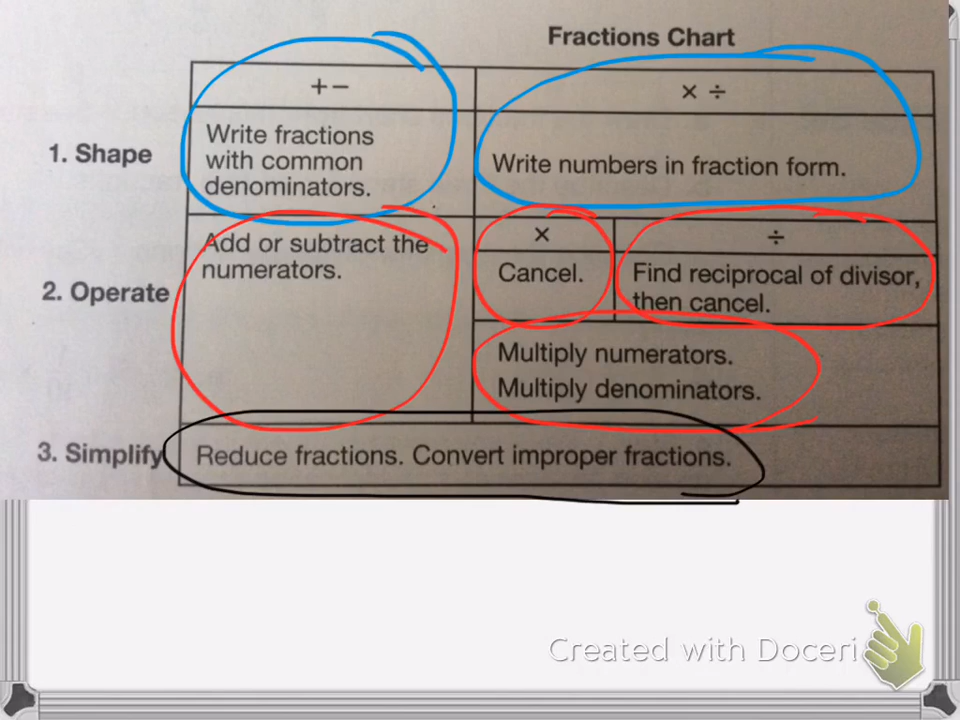 Fractions Chart
+ −
× ÷
1. Shape
Write fractions
with common
denominators.
Write numbers in fraction form.
2. Operate
Add or subtract the
numerators.
×
÷
Cancel.
Find reciprocal of divisor,
then cancel.
Multiply numerators.
Multiply denominators.
3. Simplify
Reduce fractions. Convert improper fractions.
Created with Doceri